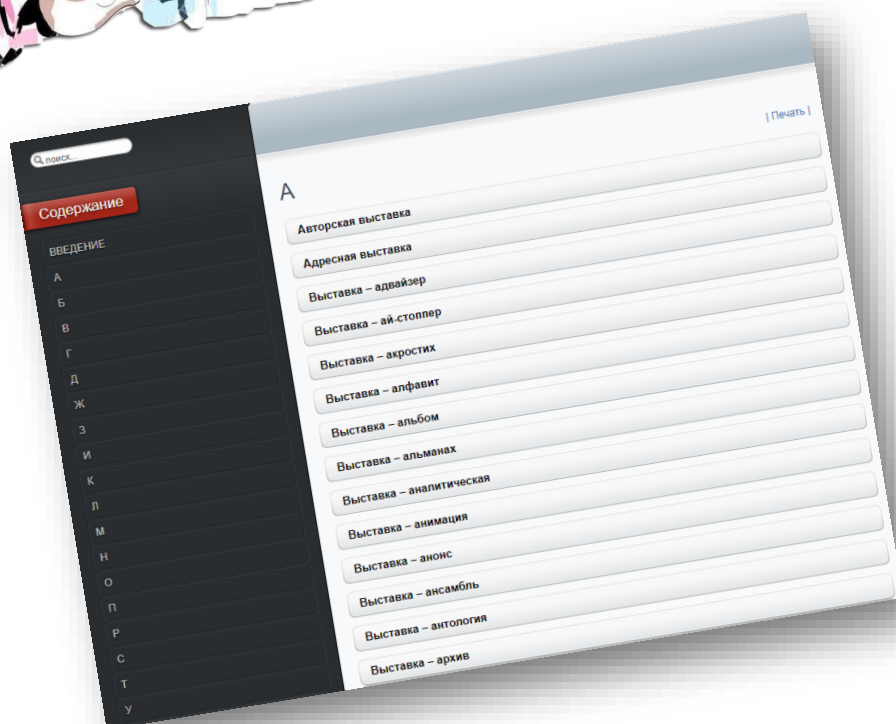 поиск...
Содержание
ВВЕДЕНИЕ
А
Б
В
Г
Д
Ж
З
И
К
Л
М
Н
О
П
Р
С
Т
У
| Печать |
А
Авторская выставка
Адресная выставка
Выставка – адвайзер
Выставка – ай-стоппер
Выставка – акростих
Выставка – алфавит
Выставка – альбом
Выставка – альманах
Выставка – аналитическая
Выставка – анимация
Выставка – анонс
Выставка – ансамбль
Выставка – антология
Выставка – архив